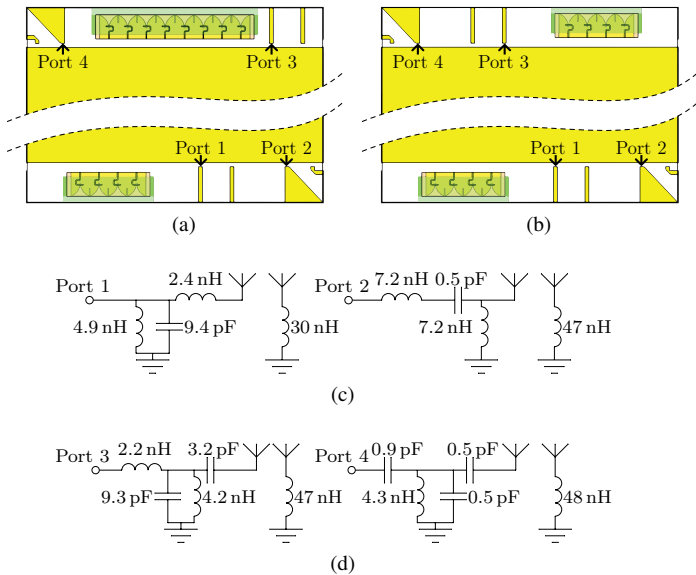 Port 4
Port 3
Port 1
Port 2
(a)
Port 4
Port 3
Port 1
Port 2
(b)
Port 1
2.4 nH
4.9 nH
9.4 pF
30 nH
Port 2
7.2 nH
0.5 pF
7.2 nH
47 nH
(c)
Port 3
2.2 nH
3.2 pF
9.3 pF
4.2 nH
47 nH
Port 4
0.9 pF
0.5 pF
4.3 nH
0.5 pF
48 nH
(d)